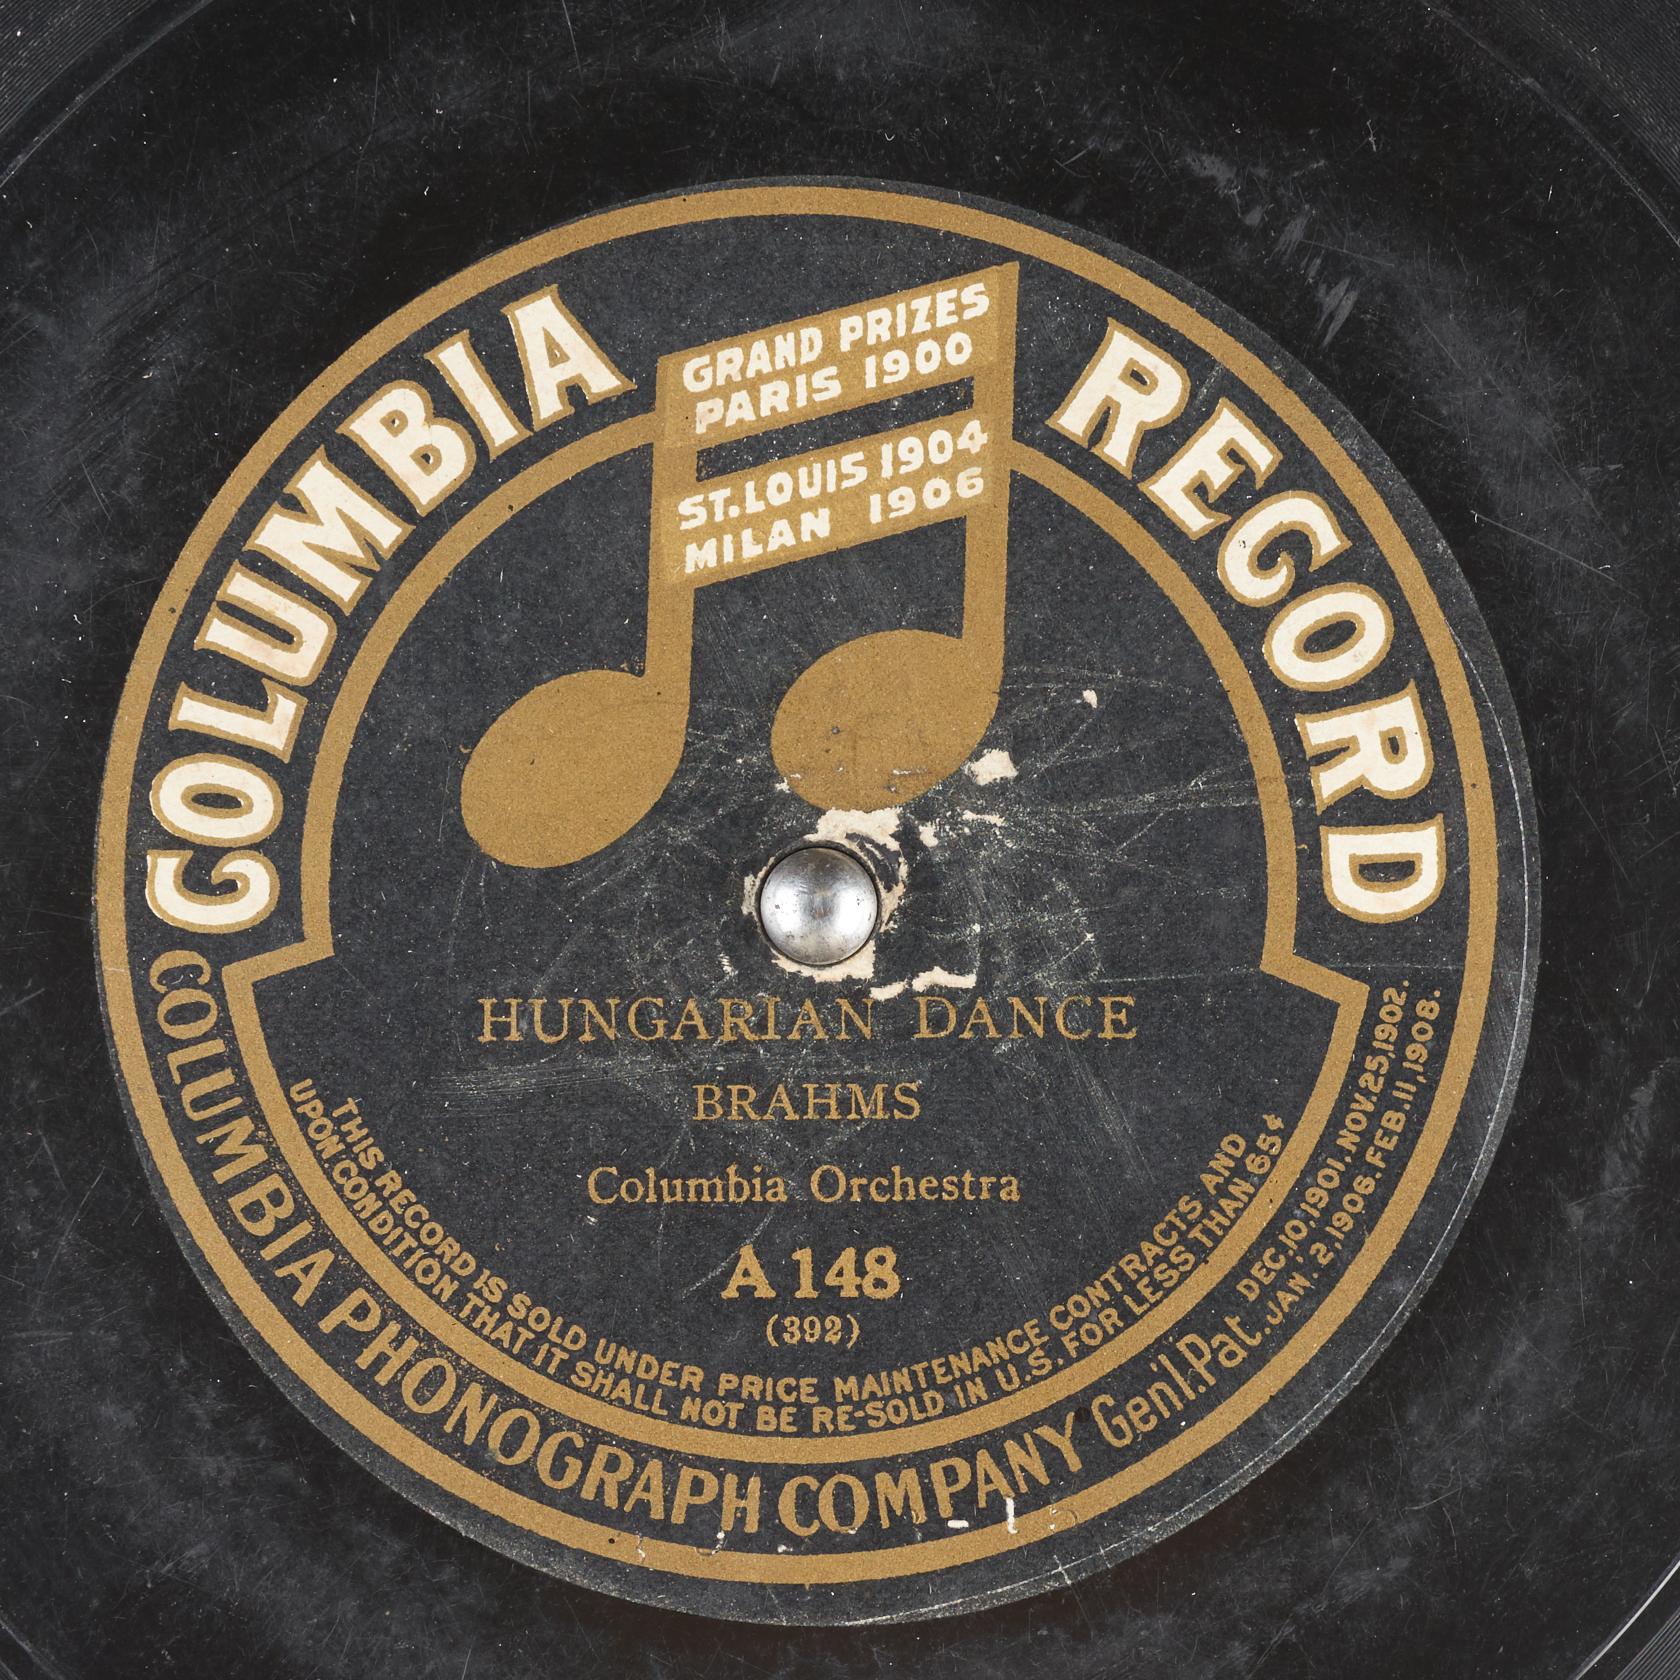 COLUMBIA RECORD
GRAND PRIZES
PARIS 1900
ST. LOUIS 1904
MILAN 1906
HUNGARIAN DANCE
BRAHMS
Columbia Orchestra
A 148
(392)
THIS RECORD IS SOLD UNDER PRICE MAINTENANCE CONTRACTS AND
UPON CONDITION THAT IT SHALL NOT BE RE-SOLD IN U.S. FOR LESS THAN 65¢
COLUMBIA PHONOGRAPH COMPANY Gen'l. Pat.
DEC. 10, 1901, NOV. 25, 1902.
JAN. 2, 1906. FEB. 11, 1908.